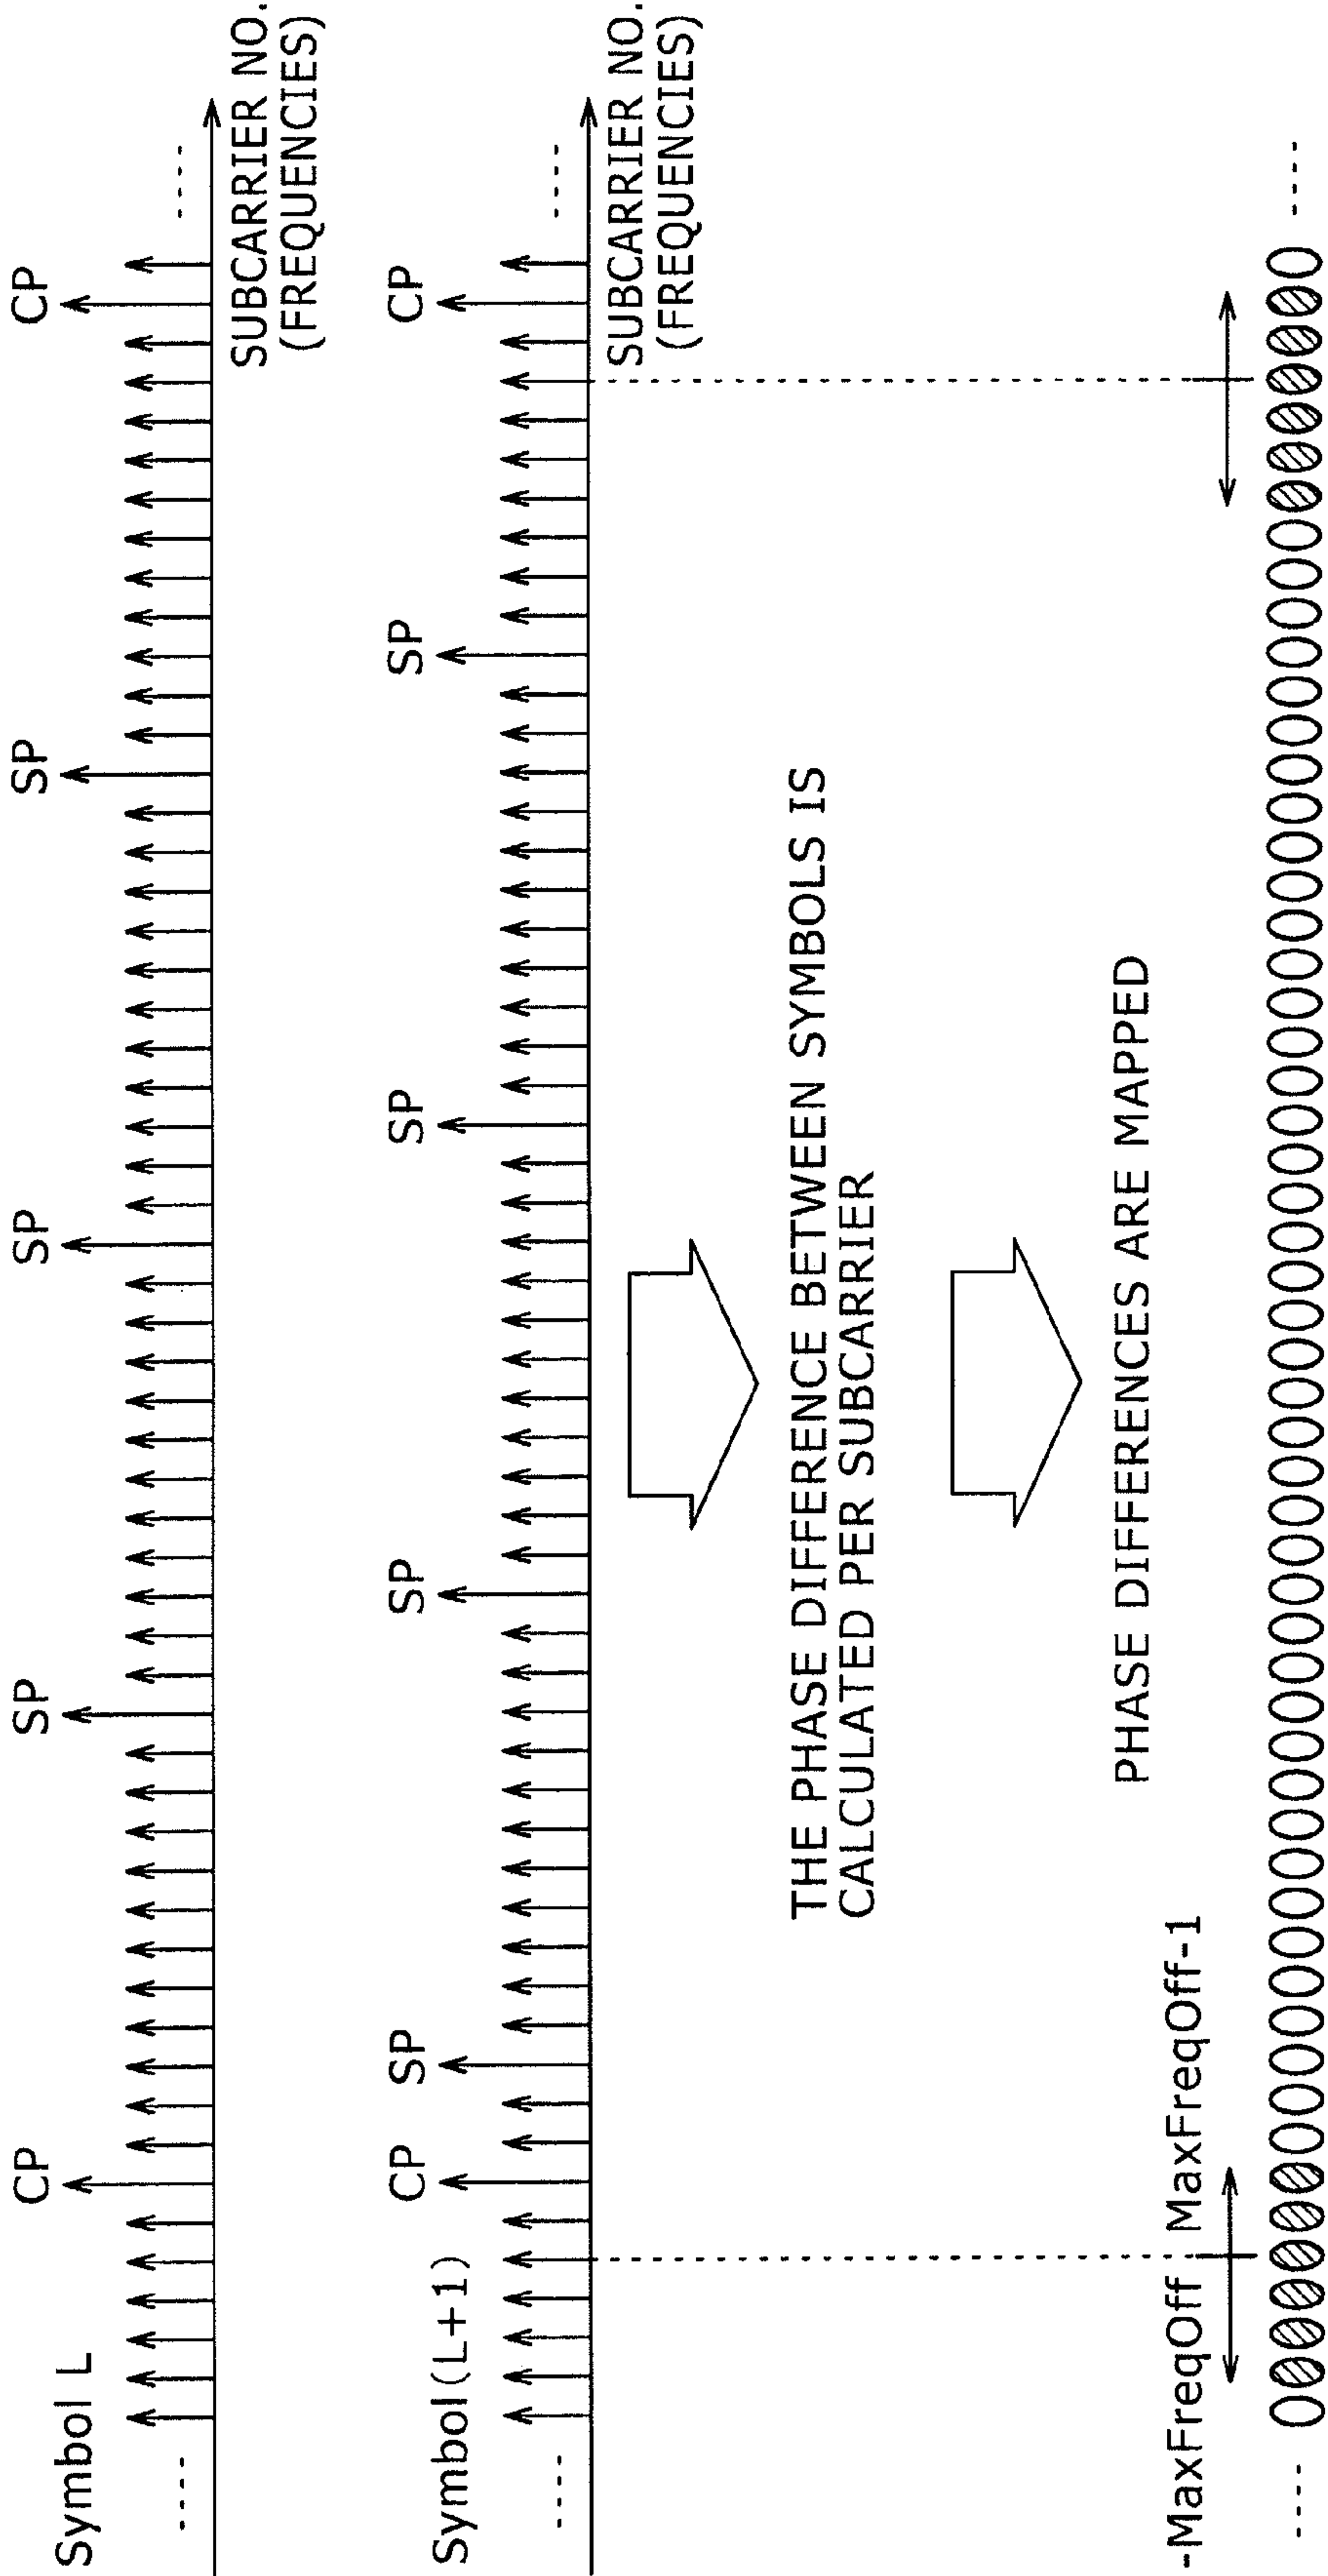 Symbol L
CP SP SP SP CP
SUBCARRIER NO.
(FREQUENCIES)
Symbol(L+1)
CP SP SP SP SP CP
SUBCARRIER NO.
(FREQUENCIES)
THE PHASE DIFFERENCE BETWEEN SYMBOLS IS
CALCULATED PER SUBCARRIER
PHASE DIFFERENCES ARE MAPPED
-MaxFreqOff MaxFreqOff-1